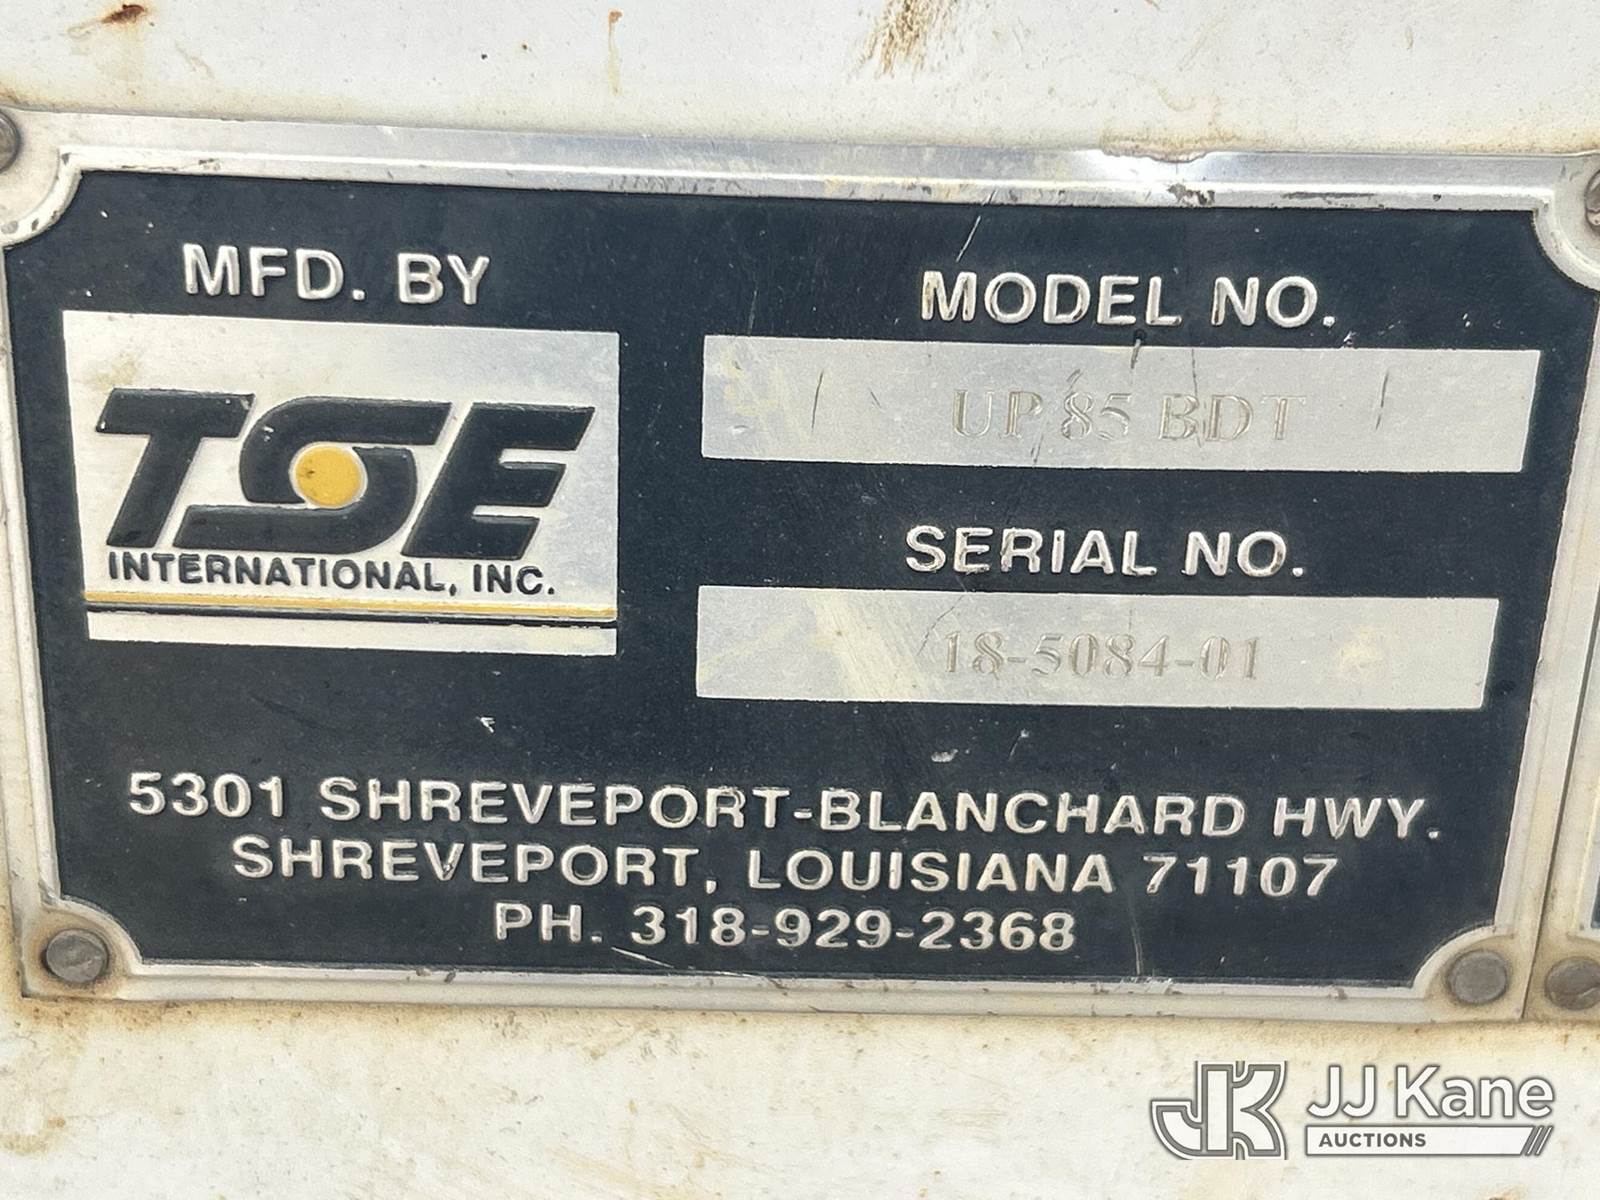 MFD. BY
TSE
INTERNATIONAL, INC.
MODEL NO.
UP 85 BDT
SERIAL NO.
18-5084-01
5301 SHREVEPORT-BLANCHARD HWY.
SHREVEPORT, LOUISIANA 71107
PH. 318-929-2368
JK JJ Kane
AUCTIONS